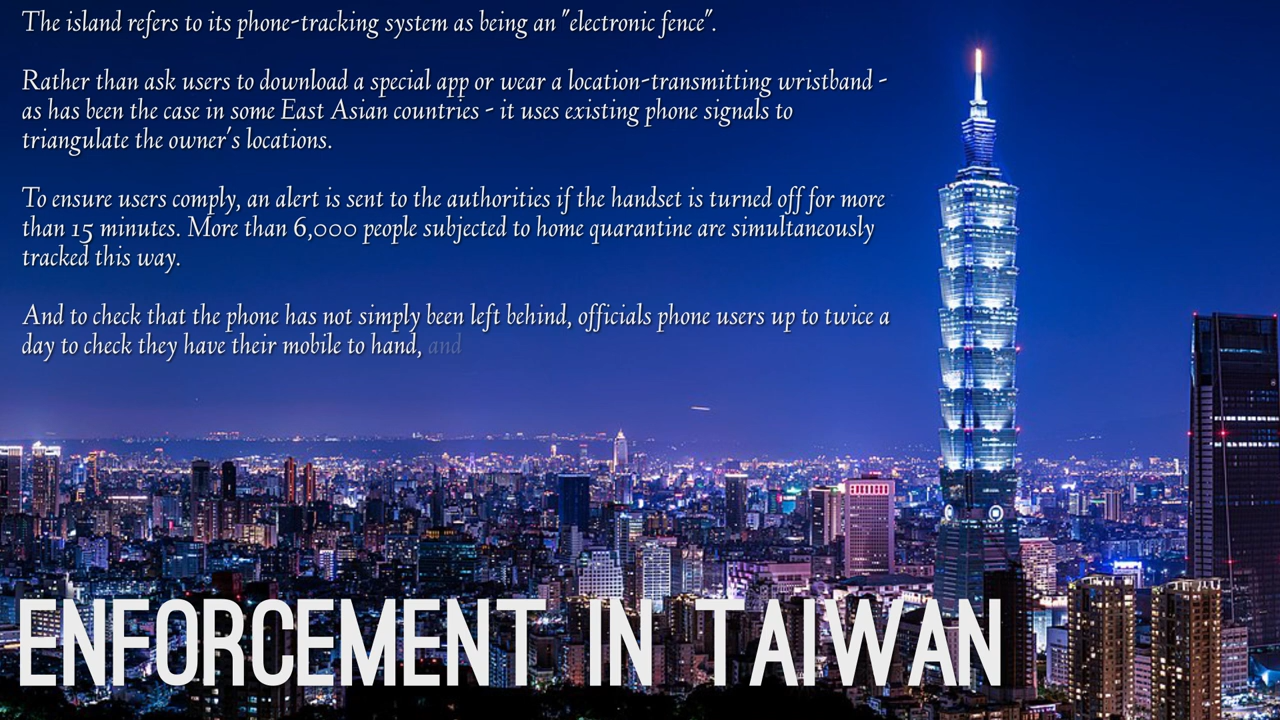 The island refers to its phone-tracking system as being an "electronic fence".
Rather than ask users to download a special app or wear a location-transmitting wristband -
as has been the case in some East Asian countries - it uses existing phone signals to
triangulate the owner's locations.
To ensure users comply, an alert is sent to the authorities if the handset is turned off for more
than 15 minutes. More than 6,000 people subjected to home quarantine are simultaneously
tracked this way.
And to check that the phone has not simply been left behind, officials phone users up to twice a
day to check they have their mobile to hand, and
ENFORCEMENT IN TAIWAN